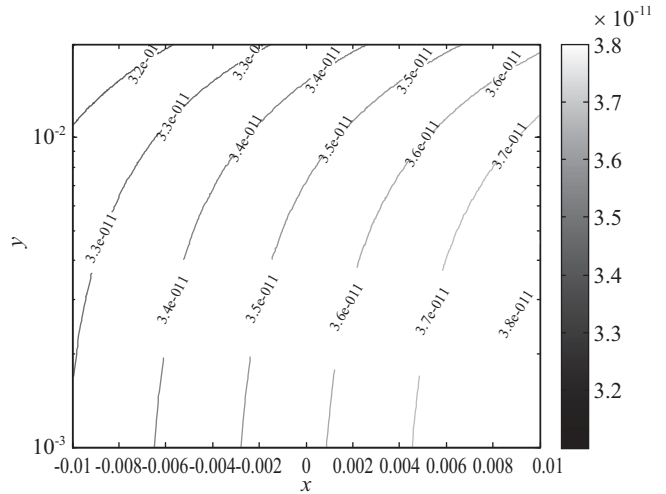 × 10⁻¹¹
3.2e-01
3.3e-0
3.4e-011
3.5e-011
3.6e-011
3.3e-011
3.4e-011
3.5e-011
3.6e-011
3.7e-011
3.3e-011
3.4e-011
3.5e-011
3.6e-011
3.7e-011
3.8e-011
10⁻²
10⁻³
y
-0.01 -0.008 -0.006 -0.004 -0.002 0 0.002 0.004 0.006 0.008 0.01
x
3.8
3.7
3.6
3.5
3.4
3.3
3.2